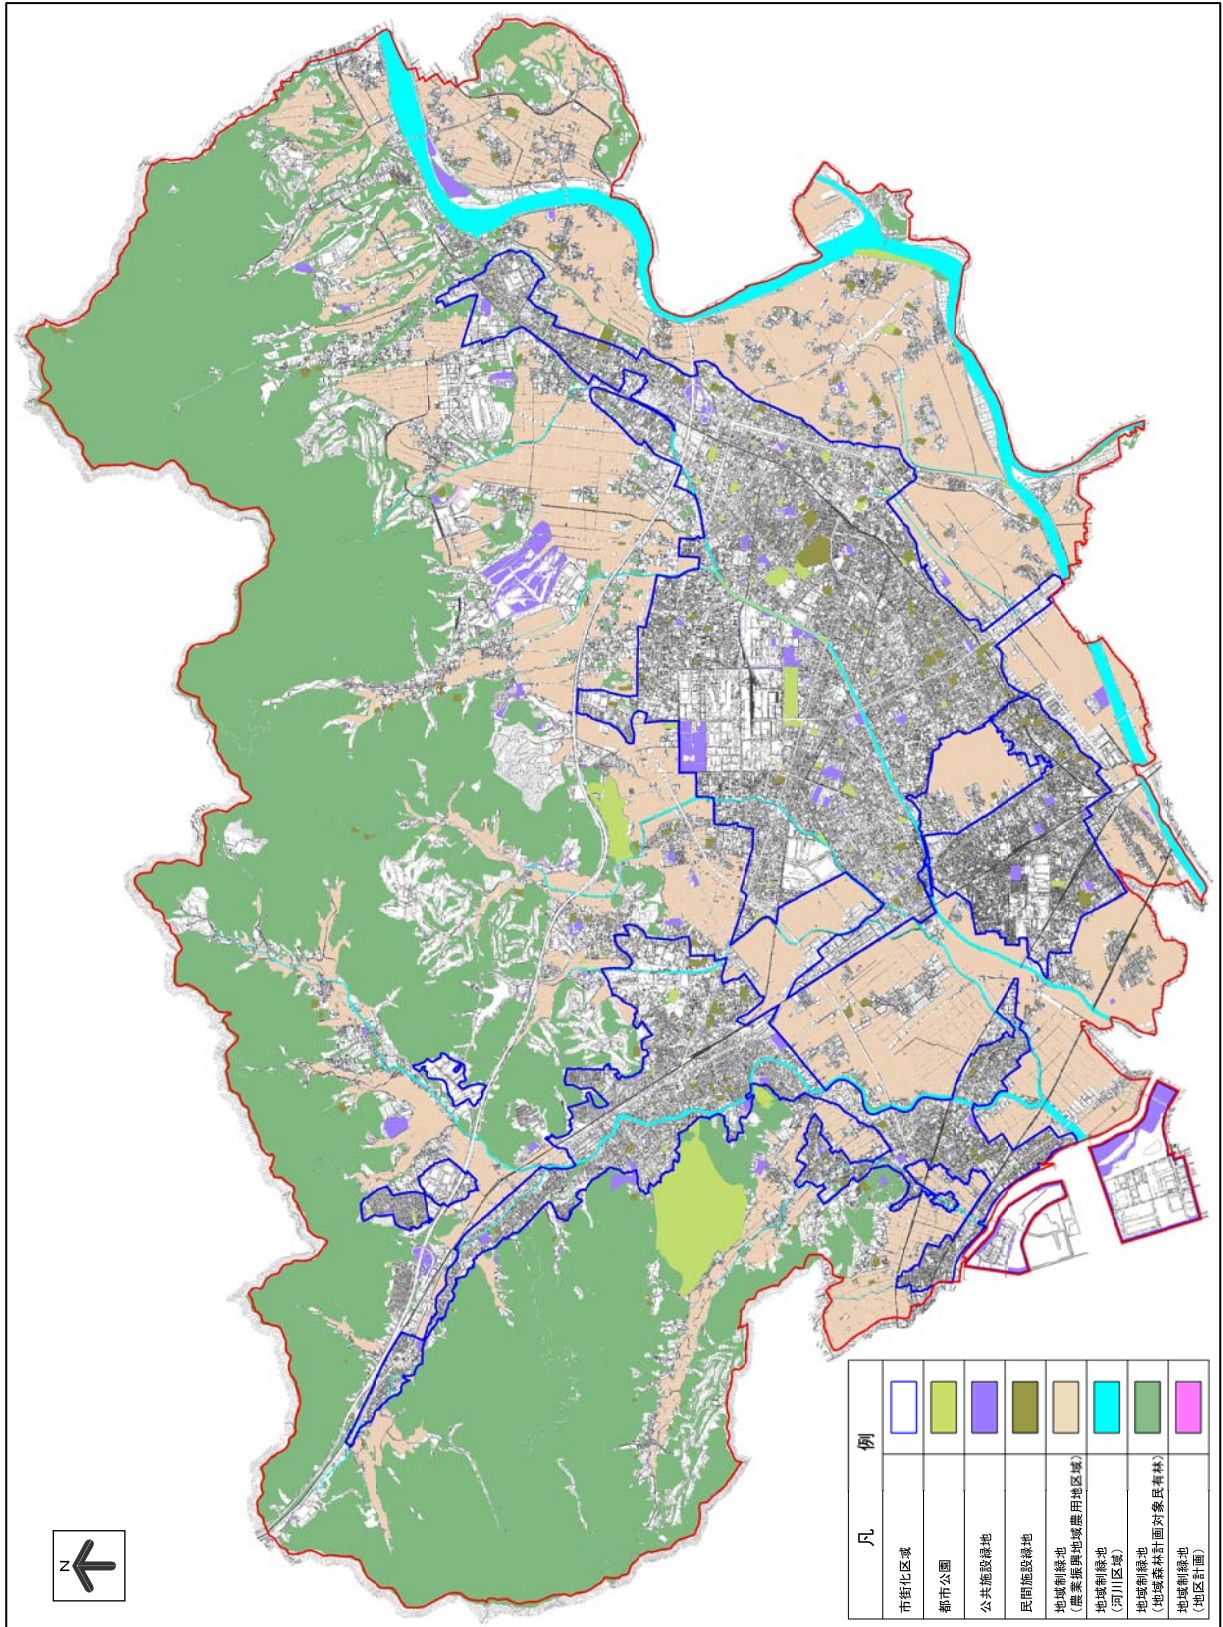 N
凡 例
市街化区域
都市公園
公共施設緑地
民間施設緑地
地域制緑地
（農業振興地域農用地区域）
地域制緑地
（河川区域）
地域制緑地
（地域森林計画対象民有林）
地域制緑地
（地区計画）